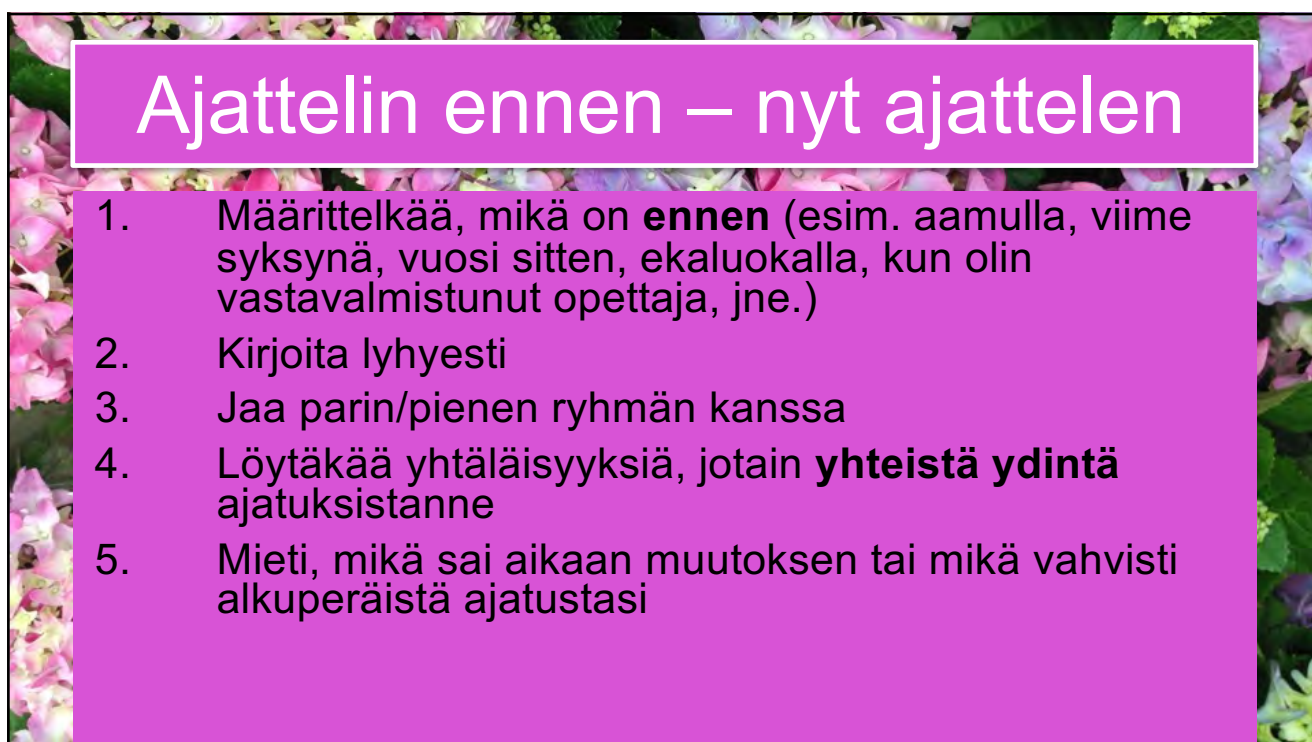 Ajattelin ennen – nyt ajattelen
1. Määrittelkää, mikä on ennen (esim. aamulla, viime
syksynä, vuosi sitten, ekaluokalla, kun olin
vastavalmistunut opettaja, jne.)
2. Kirjoita lyhyesti
3. Jaa parin/pienen ryhmän kanssa
4. Löytäkää yhtäläisyyksiä, jotain yhteistä ydintä
ajatuksistanne
5. Mieti, mikä sai aikaan muutoksen tai mikä vahvisti
alkuperäistä ajatustasi